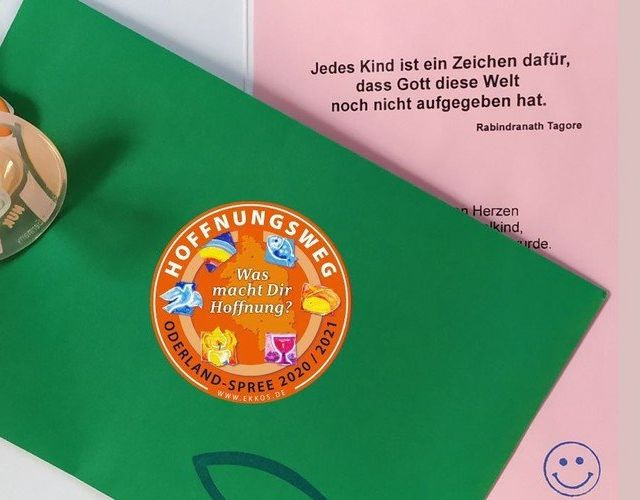 Jedes Kind ist ein Zeichen dafür,
dass Gott diese Welt
noch nicht aufgegeben hat.
Rabindranath Tagore
Herzen
HOFFNUNGSWEG
Was
macht Dir
Hoffnung?
ODERLAND-SPREE 2020 / 2021
WWW.EKKOS.DE
NUK